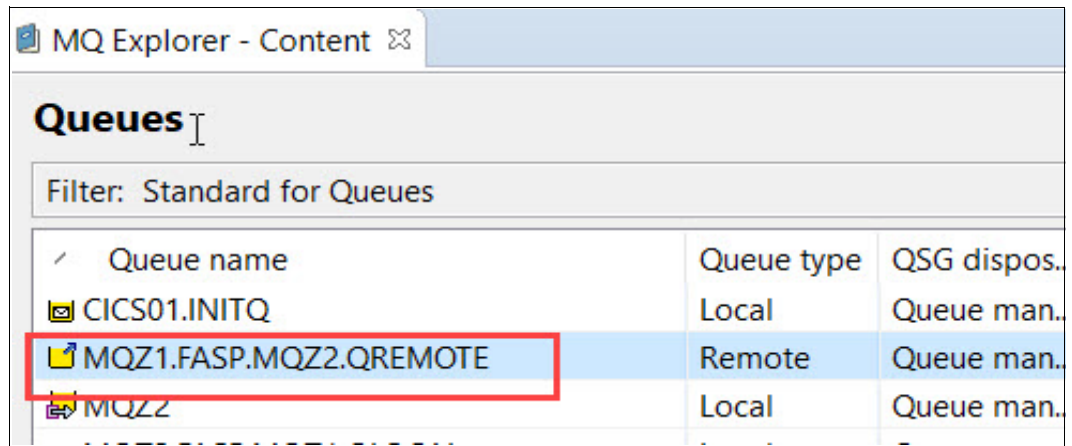 MQ Explorer - Content
Queues
Filter: Standard for Queues
Queue name Queue type QSG dispos..
CICS01.INITQ Local Queue man..
MQZ1.FASP.MQZ2.QREMOTE Remote Queue man..
MQZ2 Local Queue man..